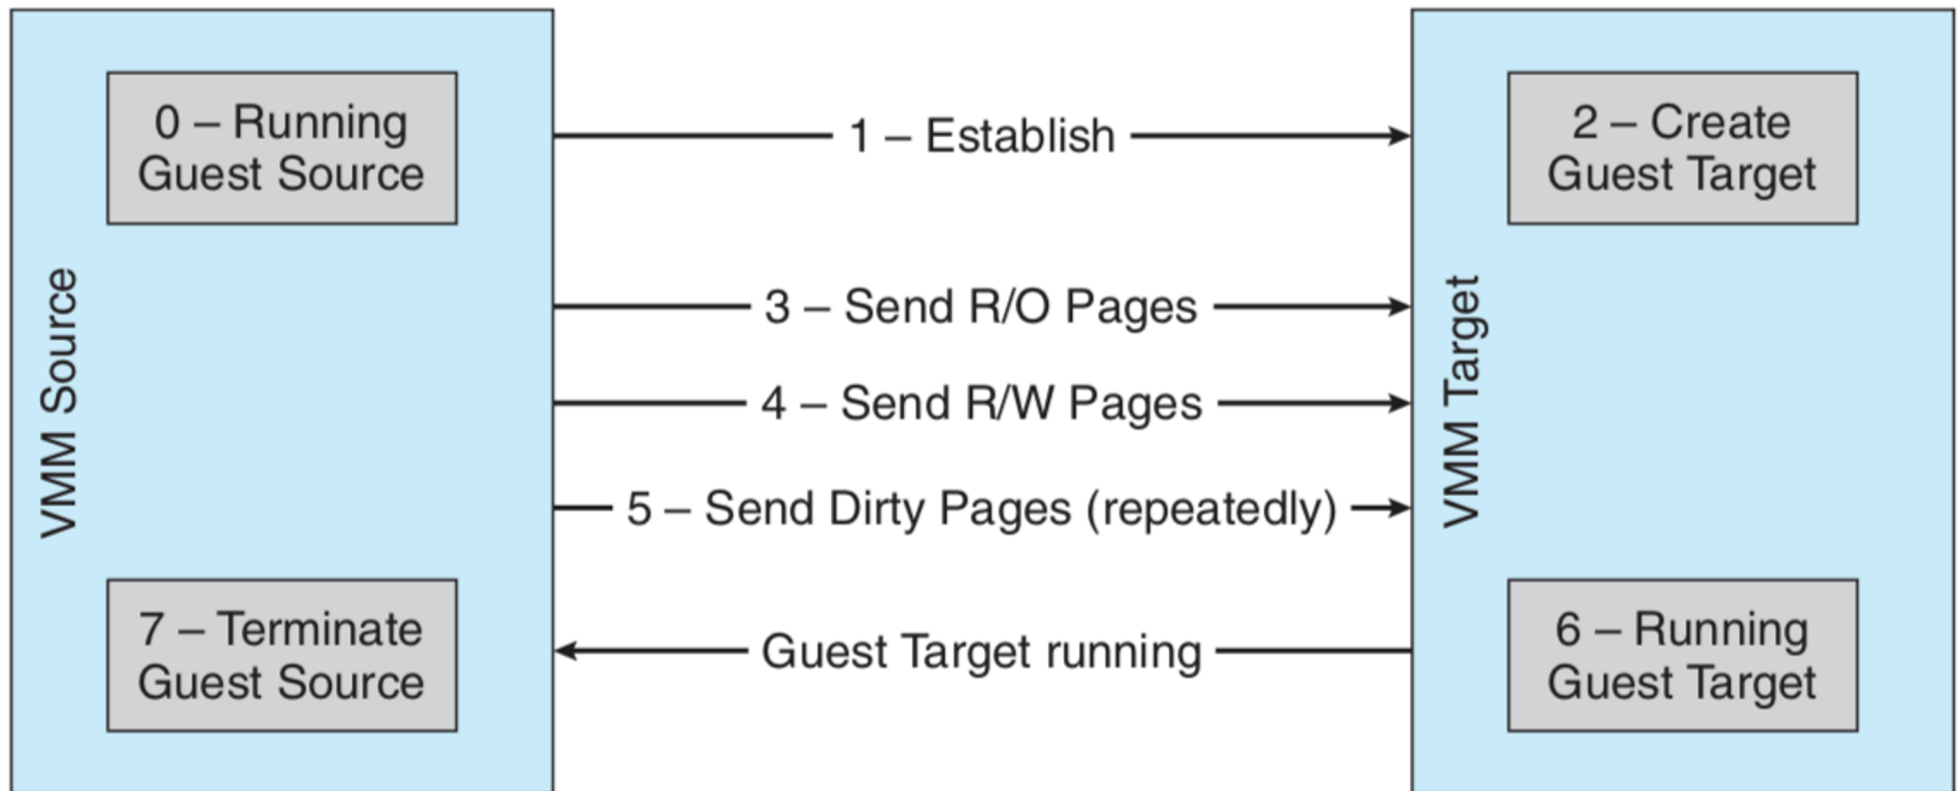 VMM Source
0 – Running
Guest Source
1 – Establish
2 – Create
Guest Target
3 – Send R/O Pages
4 – Send R/W Pages
5 – Send Dirty Pages (repeatedly)
VMM Target
7 – Terminate
Guest Source
Guest Target running
6 – Running
Guest Target